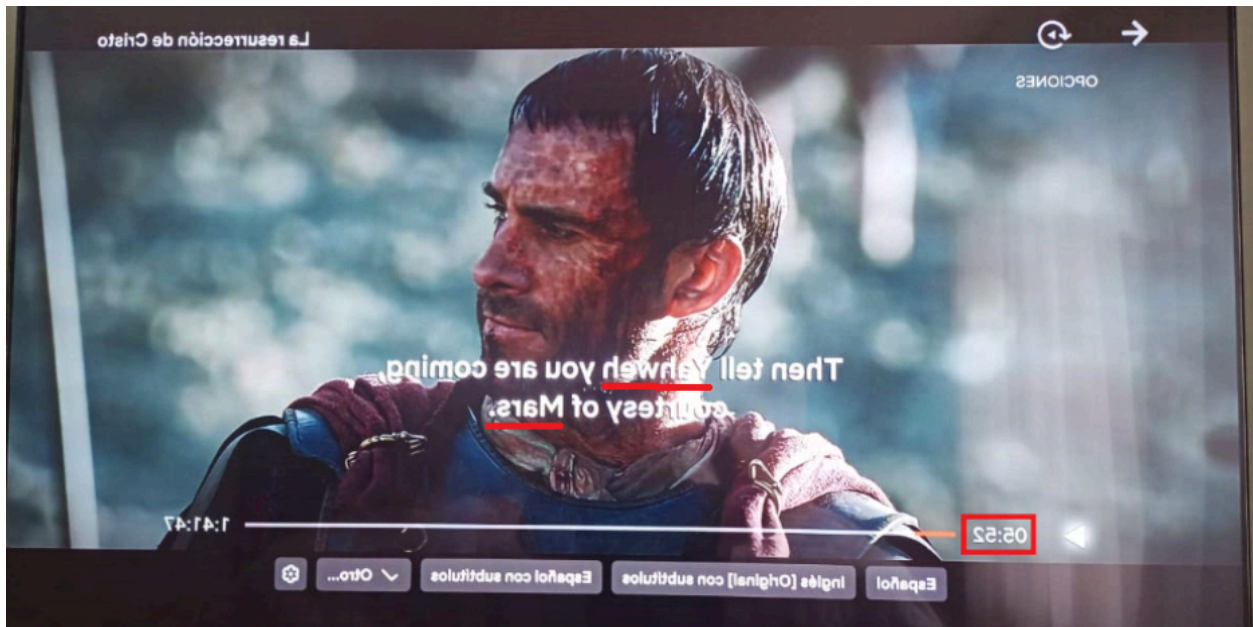 La resurrección de Cristo
OPCIONES
Then tell Yahweh you are coming,
courtesy of Mars.
05:52
1:41:47
Español
Inglés [Original] con subtítulos
Español con subtítulos
✓ Otro...